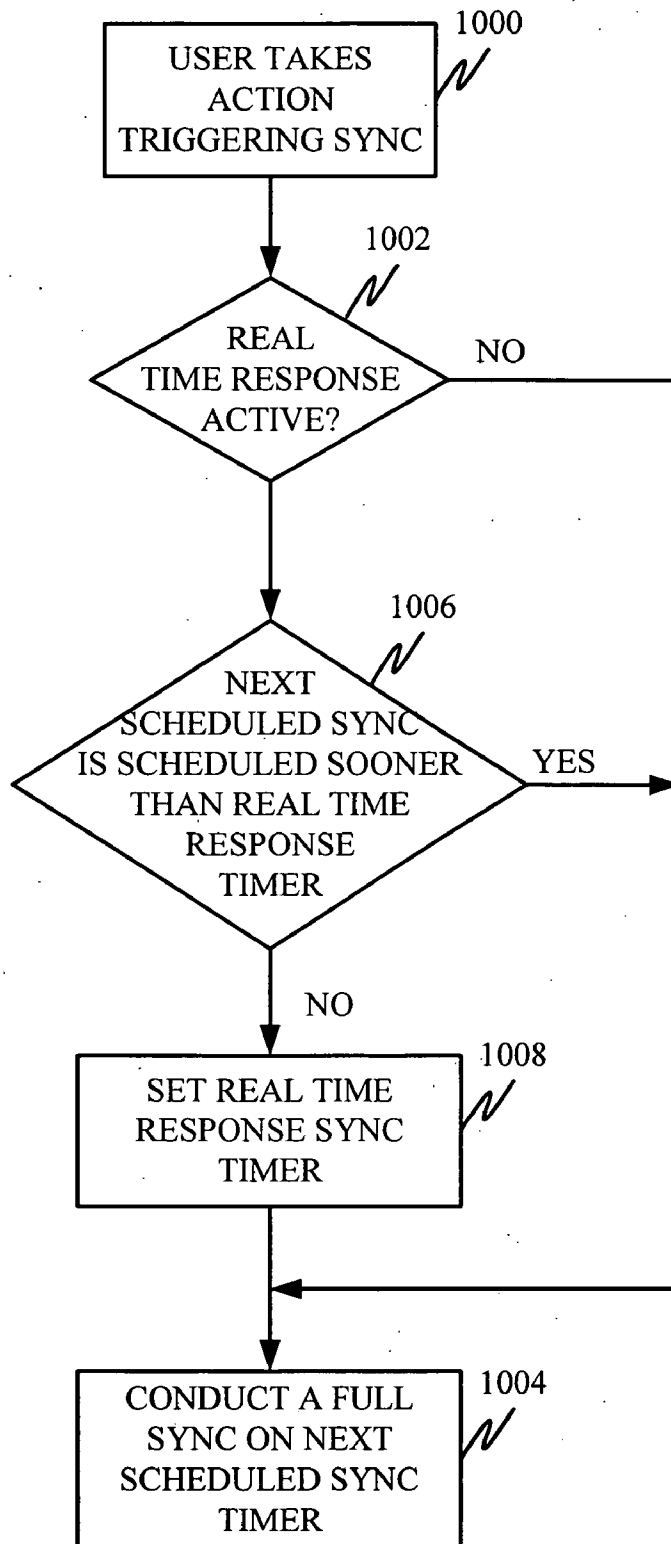 1000
USER TAKES
ACTION
TRIGGERING SYNC
1002
REAL
TIME RESPONSE
ACTIVE?
NO
1006
NEXT
SCHEDULED SYNC
IS SCHEDULED SOONER
THAN REAL TIME
RESPONSE
TIMER
YES
NO
1008
SET REAL TIME
RESPONSE SYNC
TIMER
1004
CONDUCT A FULL
SYNC ON NEXT
SCHEDULED SYNC
TIMER